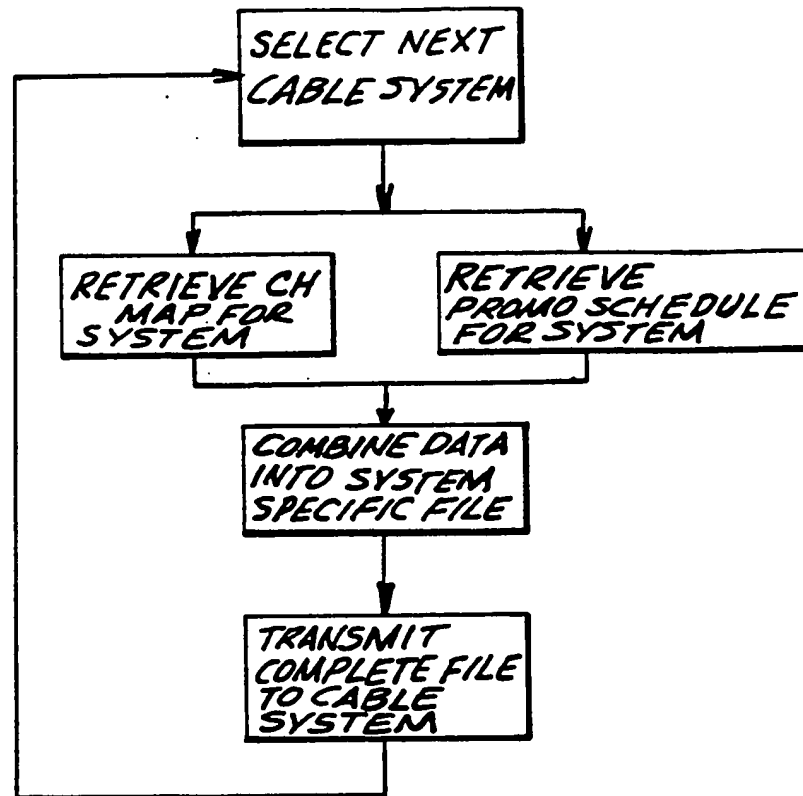 SELECT NEXT
CABLE SYSTEM
RETRIEVE CH
MAP FOR
SYSTEM
RETRIEVE
PROMO SCHEDULE
FOR SYSTEM
COMBINE DATA
INTO SYSTEM
SPECIFIC FILE
TRANSMIT
COMPLETE FILE
TO CABLE
SYSTEM